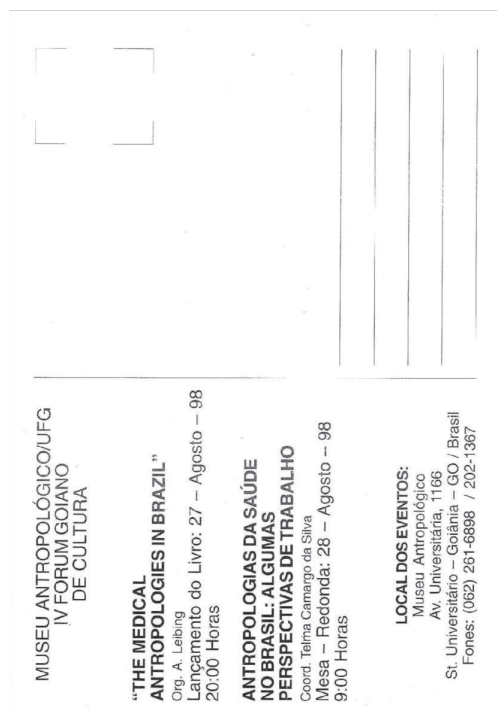 MUSEU ANTROPOLÓGICO/UFG
IV FORUM GOIANO
DE CULTURA
"THE MEDICAL
ANTROPOLOGIES IN BRAZIL"
Org. A. Leibing
Lançamento do Livro: 27 – Agosto – 98
20:00 Horas
ANTROPOLOGIAS DA SAÚDE
NO BRASIL: ALGUMAS
PERSPECTIVAS DE TRABALHO
Coord. Telma Camargo da Silva
Mesa – Redonda: 28 – Agosto – 98
9:00 Horas
LOCAL DOS EVENTOS:
Museu Antropológico
Av. Universitária, 1166
St. Universitário – Goiânia – GO / Brasil
Fones: (062) 261-6898 / 202-1367